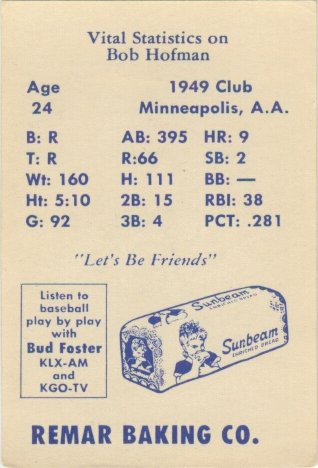 Vital Statistics on
Bob Hofman
Age 1949 Club
24 Minneapolis, A.A.
B: R AB: 395 HR: 9
T: R R:66 SB: 2
Wt: 160 H: 111 BB: —
Ht: 5:10 2B: 15 RBI: 38
G: 92 3B: 4 PCT: .281
"Let's Be Friends"
Listen to
baseball
play by play
with
Bud Foster
KLX-AM
and
KGO-TV
Sunbeam
ENRICHED BREAD
Sunbeam
ENRICHED BREAD
REMAR BAKING CO.